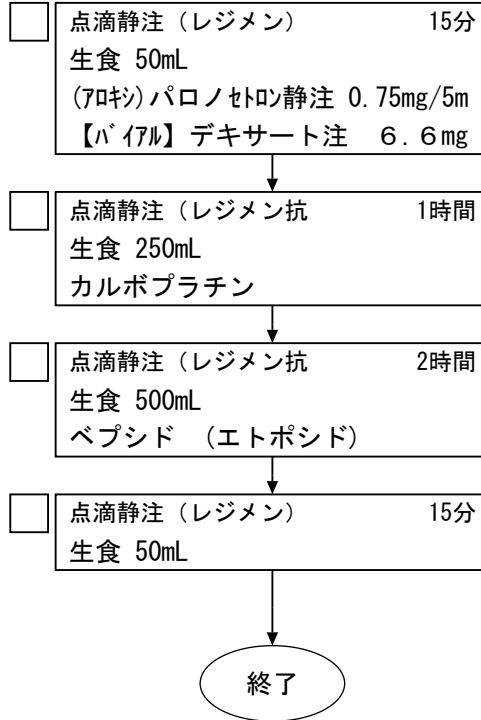 点滴静注（レジメン） 15分
生食 50mL
(アロキシ)パロノセトロン静注 0.75mg/5m
【バイアル】デキサート注 6.6mg
点滴静注（レジメン抗 1時間
生食 250mL
カルボプラチン
点滴静注（レジメン抗 2時間
生食 500mL
ベプシド （エトポシド）
点滴静注（レジメン） 15分
生食 50mL
終了